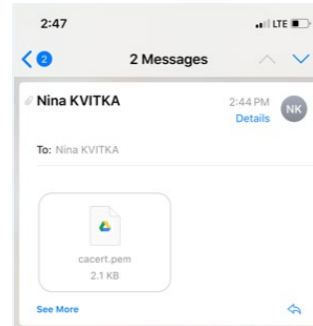 2:47 LTE
2 2 Messages
Nina KVITKA 2:44 PM NK
Details
To: Nina KVITKA
cacert.pem
2.1 KB
See More